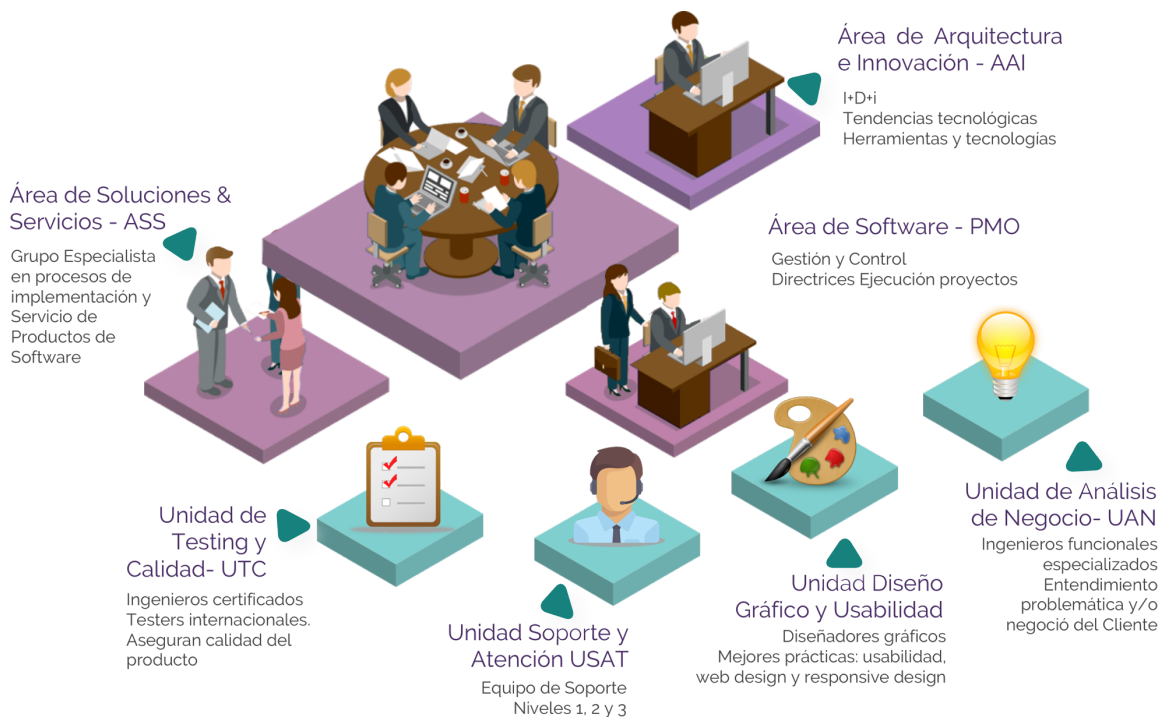 Área de Arquitectura
e Innovación - AAI
I+D+i
Tendencias tecnológicas
Herramientas y tecnologías
Área de Soluciones &
Servicios - ASS
Grupo Especialista
en procesos de
implementación y
Servicio de
Productos de
Software
Área de Software - PMO
Gestión y Control
Directrices Ejecución proyectos
Unidad de
Testing y
Calidad- UTC
Ingenieros certificados
Testers internacionales.
Aseguran calidad del
producto
Unidad Soporte y
Atención USAT
Equipo de Soporte
Niveles 1, 2 y 3
Unidad Diseño
Gráfico y Usabilidad
Diseñadores gráficos
Mejores prácticas: usabilidad,
web design y responsive design
Unidad de Análisis
de Negocio- UAN
Ingenieros funcionales
especializados
Entendimiento
problemática y/o
negoció del Cliente